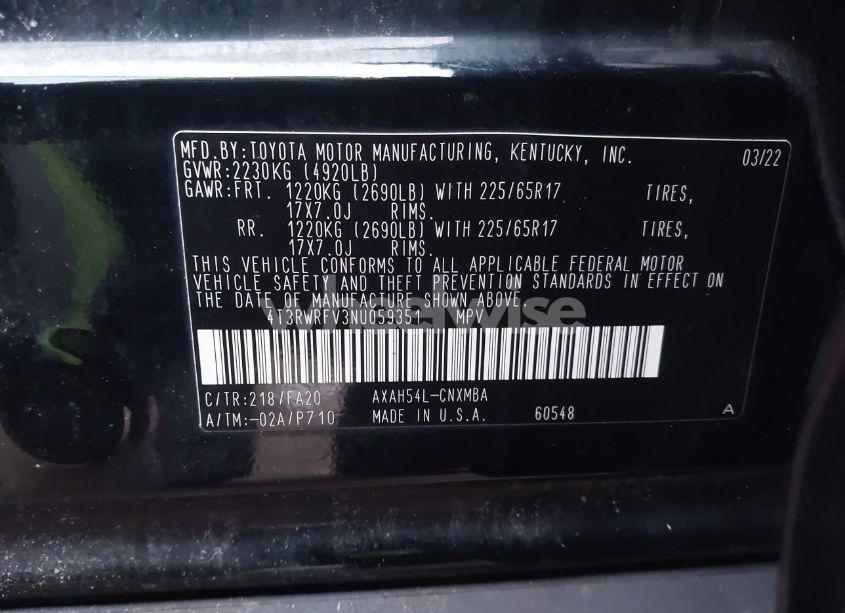 MFD.BY:TOYOTA MOTOR MANUFACTURING, KENTUCKY, INC. 03/22
GVWR:2230KG (4920LB)
GAWR:FRT. 1220KG (2690LB) WITH 225/65R17 TIRES,
17X7.0J RIMS.
RR. 1220KG (2690LB) WITH 225/65R17 TIRES,
17X7.0J RIMS.
THIS VEHICLE CONFORMS TO ALL APPLICABLE FEDERAL MOTOR
VEHICLE SAFETY AND THEFT PREVENTION STANDARDS IN EFFECT ON
THE DATE OF MANUFACTURE SHOWN ABOVE.
4T3RWRFV3NU059351 MPV
wheelwise
C/TR:218/FA20 AXAH54L-CNXMBA
A/TM:-02A/P710 MADE IN U.S.A. 60548 A